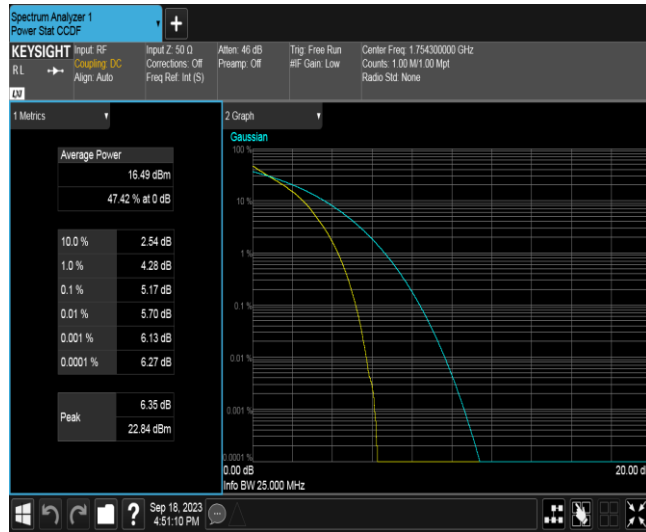 Spectrum Analyzer 1
Power Stat CCDF
KEYSIGHT
RL
LXI
Input: RF
Coupling: DC
Align: Auto
Input Z: 50 Ω
Corrections: Off
Freq Ref: Int (S)
Atten: 46 dB
Preamp: Off
Trig: Free Run
#IF Gain: Low
Center Freq: 1.754300000 GHz
Counts: 1.00 M/1.00 Mpt
Radio Std: None
1 Metrics
Average Power
16.49 dBm
47.42 % at 0 dB
10.0 % 2.54 dB
1.0 % 4.28 dB
0.1 % 5.17 dB
0.01 % 5.70 dB
0.001 % 6.13 dB
0.0001 % 6.27 dB
Peak
6.35 dB
22.84 dBm
2 Graph
Gaussian
100 %
10 %
1 %
0.1 %
0.01 %
0.001 %
0.0001 %
0.00 dB
20.00 d
Info BW 25.000 MHz
?
Sep 18, 2023
4:51:10 PM